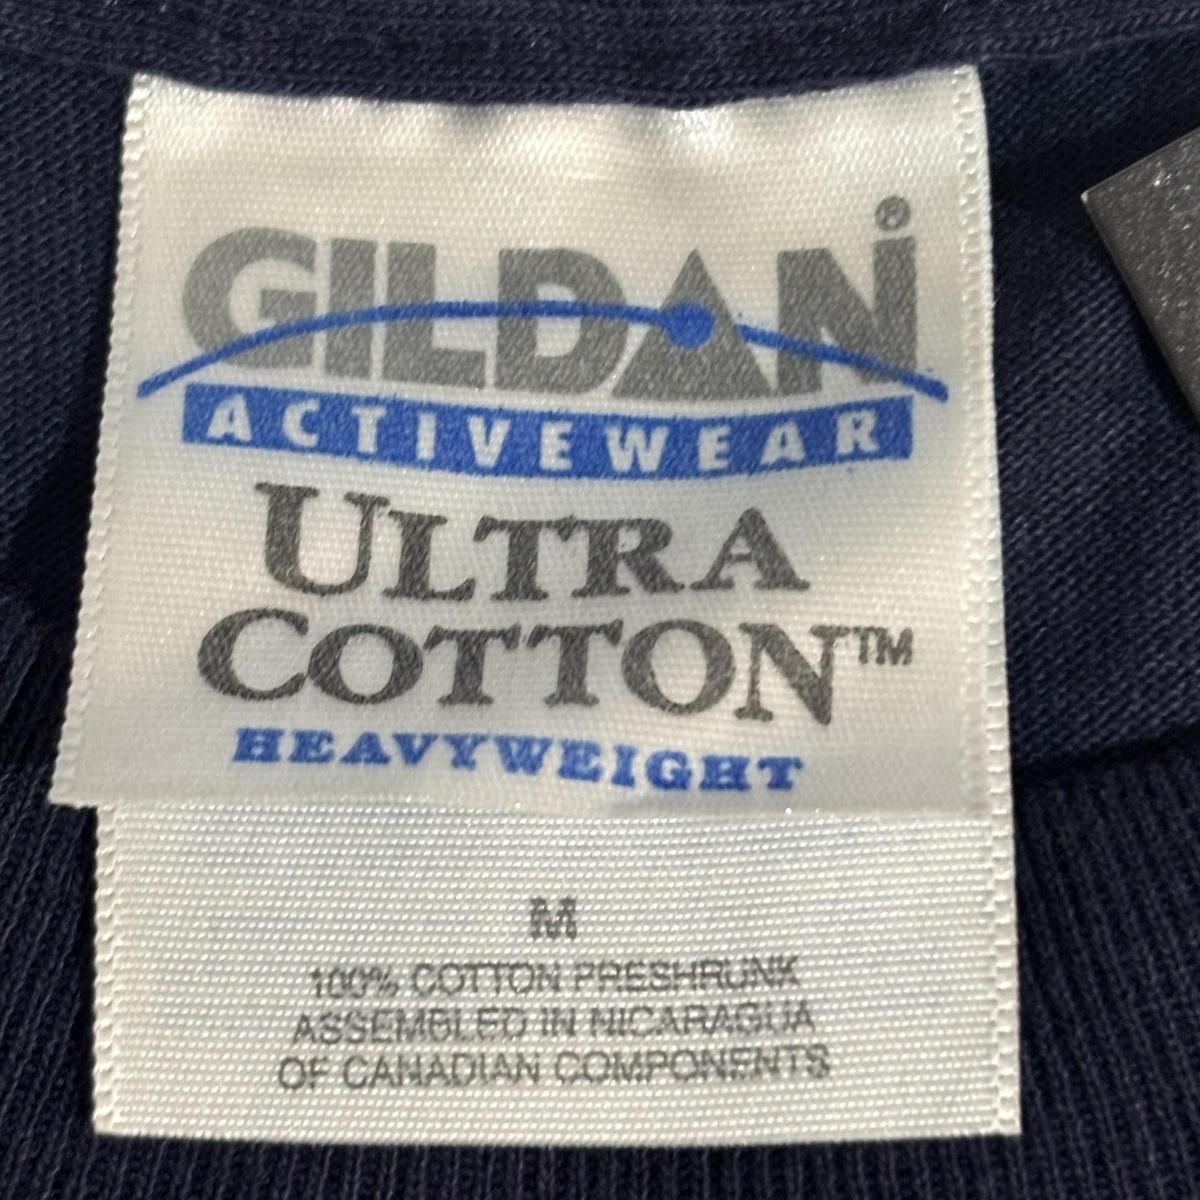 GILDAN®
ACTIVEWEAR
ULTRA
COTTON™
HEAVYWEIGHT
M
100% COTTON PRESHRUNK
ASSEMBLED IN NICARAGUA
OF CANADIAN COMPONENTS